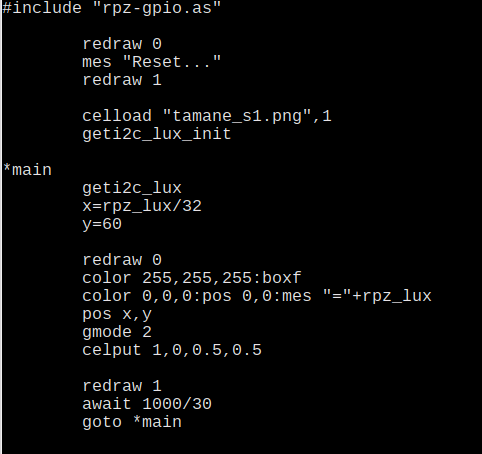 #include "rpz-gpio.as"
redraw 0
mes "Reset..."
redraw 1
celload "tamane_s1.png",1
geti2c_lux_init
*main
geti2c_lux
x=rpz_lux/32
y=60
redraw 0
color 255,255,255:boxf
color 0,0,0:pos 0,0:mes "="+rpz_lux
pos x,y
gmode 2
celput 1,0,0.5,0.5
redraw 1
await 1000/30
goto *main